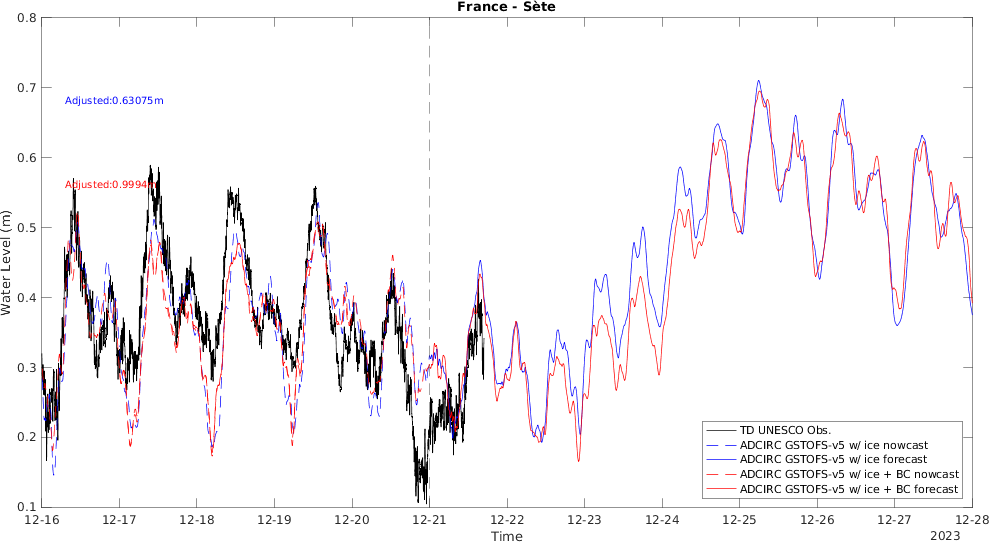 France - Sète
0.8
0.7
0.6
0.5
0.4
0.3
0.2
0.1
Water Level (m)
Adjusted:0.63075m
Adjusted:0.9994m
TD UNESCO Obs.
ADCIRC GSTOFS-v5 w/ ice nowcast
ADCIRC GSTOFS-v5 w/ ice forecast
ADCIRC GSTOFS-v5 w/ ice + BC nowcast
ADCIRC GSTOFS-v5 w/ ice + BC forecast
12-16 12-17 12-18 12-19 12-20 12-21 12-22 12-23 12-24 12-25 12-26 12-27 12-28
Time
2023